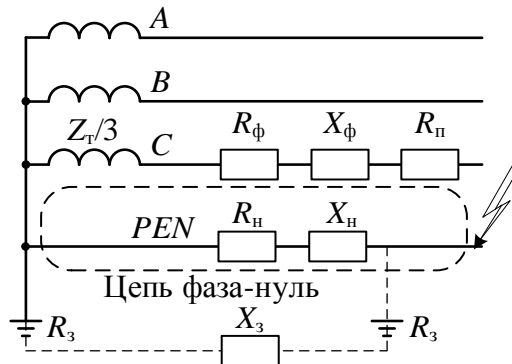 A
B
Zт/3 C Rф Xф Rп
PEN Rн Xн
Цепь фаза-нуль
Rз Xз Rз